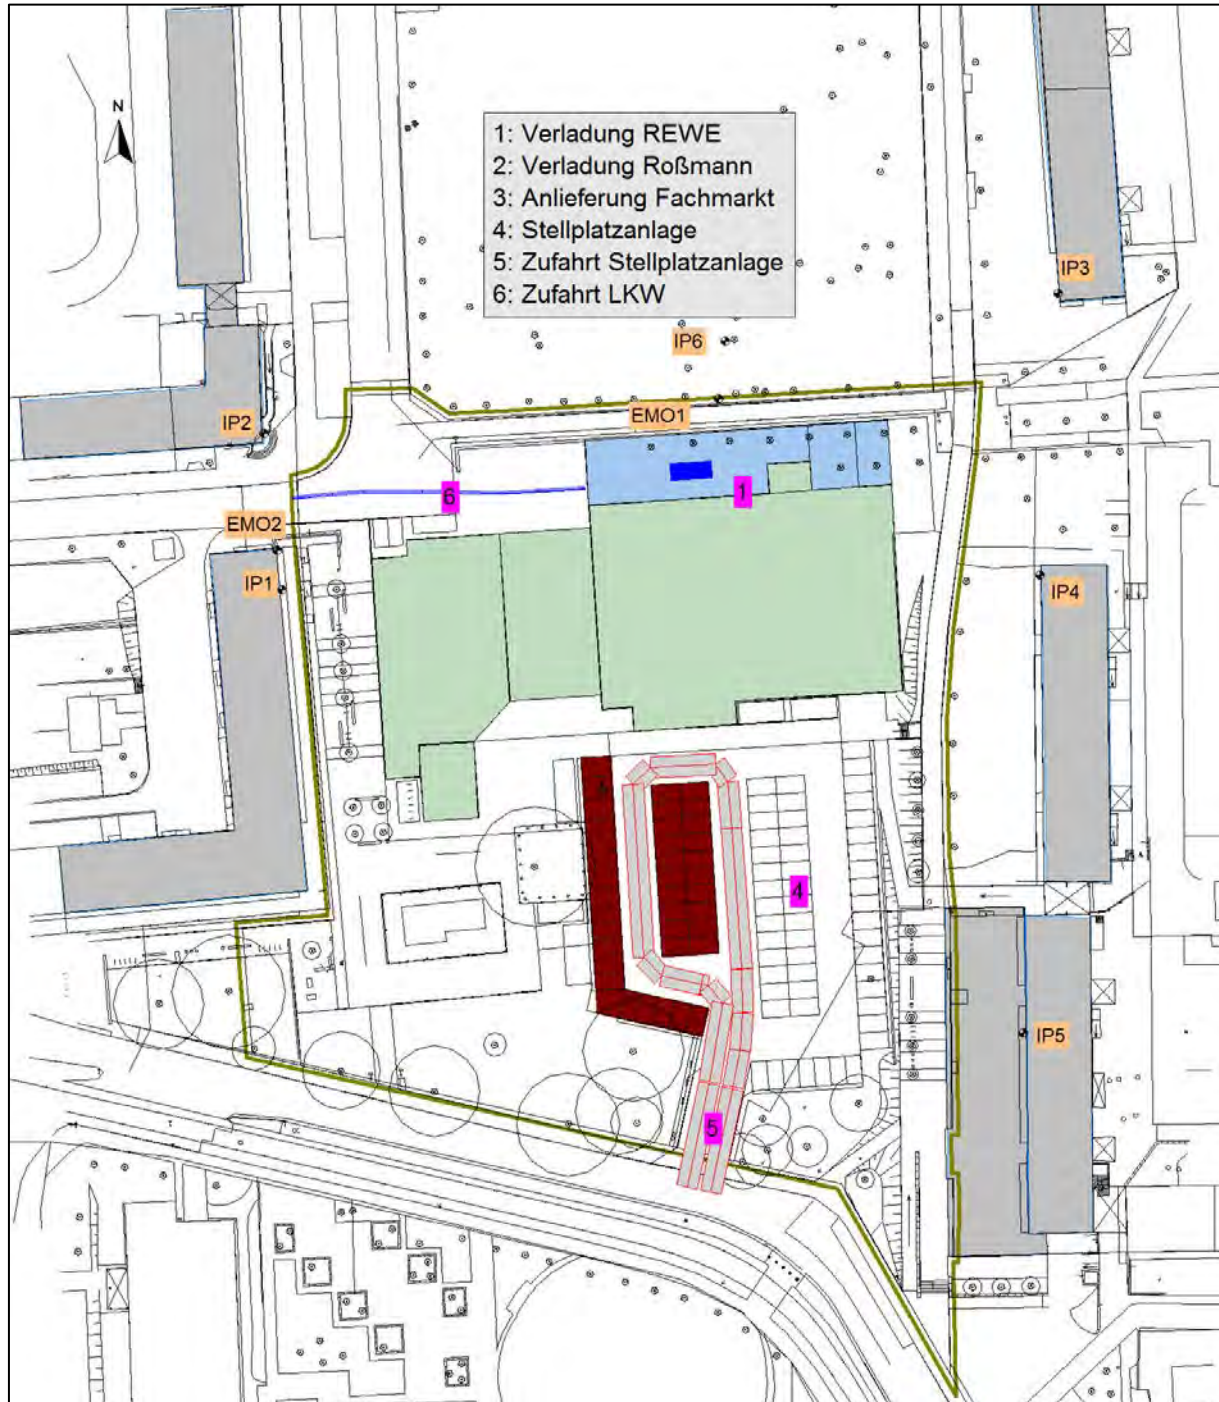 N
1: Verladung REWE
2: Verladung Roßmann
3: Anlieferung Fachmarkt
4: Stellplatzanlage
5: Zufahrt Stellplatzanlage
6: Zufahrt LKW
IP3
IP6
EMO1
IP2
1
6
EMO2
IP1
IP4
4
IP5
5